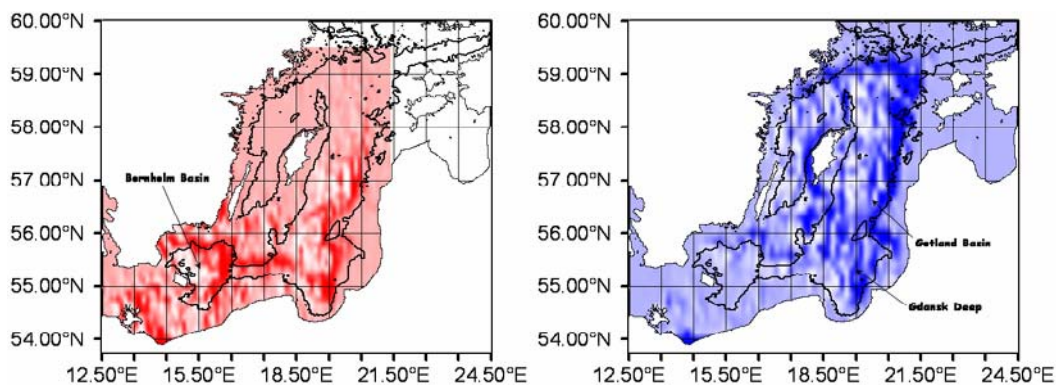 60.00°N
59.00°N
58.00°N
57.00°N
56.00°N
55.00°N
54.00°N
12.50°E 15.50°E 18.50°E 21.50°E 24.50°E
Bornholm Basin
60.00°N
59.00°N
58.00°N
57.00°N
56.00°N
55.00°N
54.00°N
12.50°E 15.50°E 18.50°E 21.50°E 24.50°E
Gotland Basin
Gdansk Deep